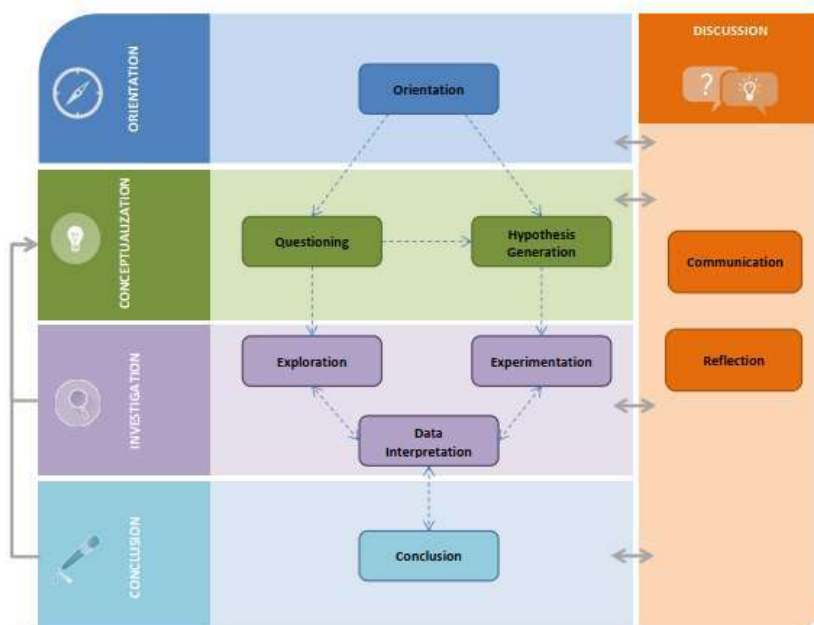 DISCUSSION
ORIENTATION
Orientation
CONCEPTUALIZATION
Questioning
Hypothesis
Generation
Communication
INVESTIGATION
Exploration
Experimentation
Reflection
Data
Interpretation
CONCLUSION
Conclusion